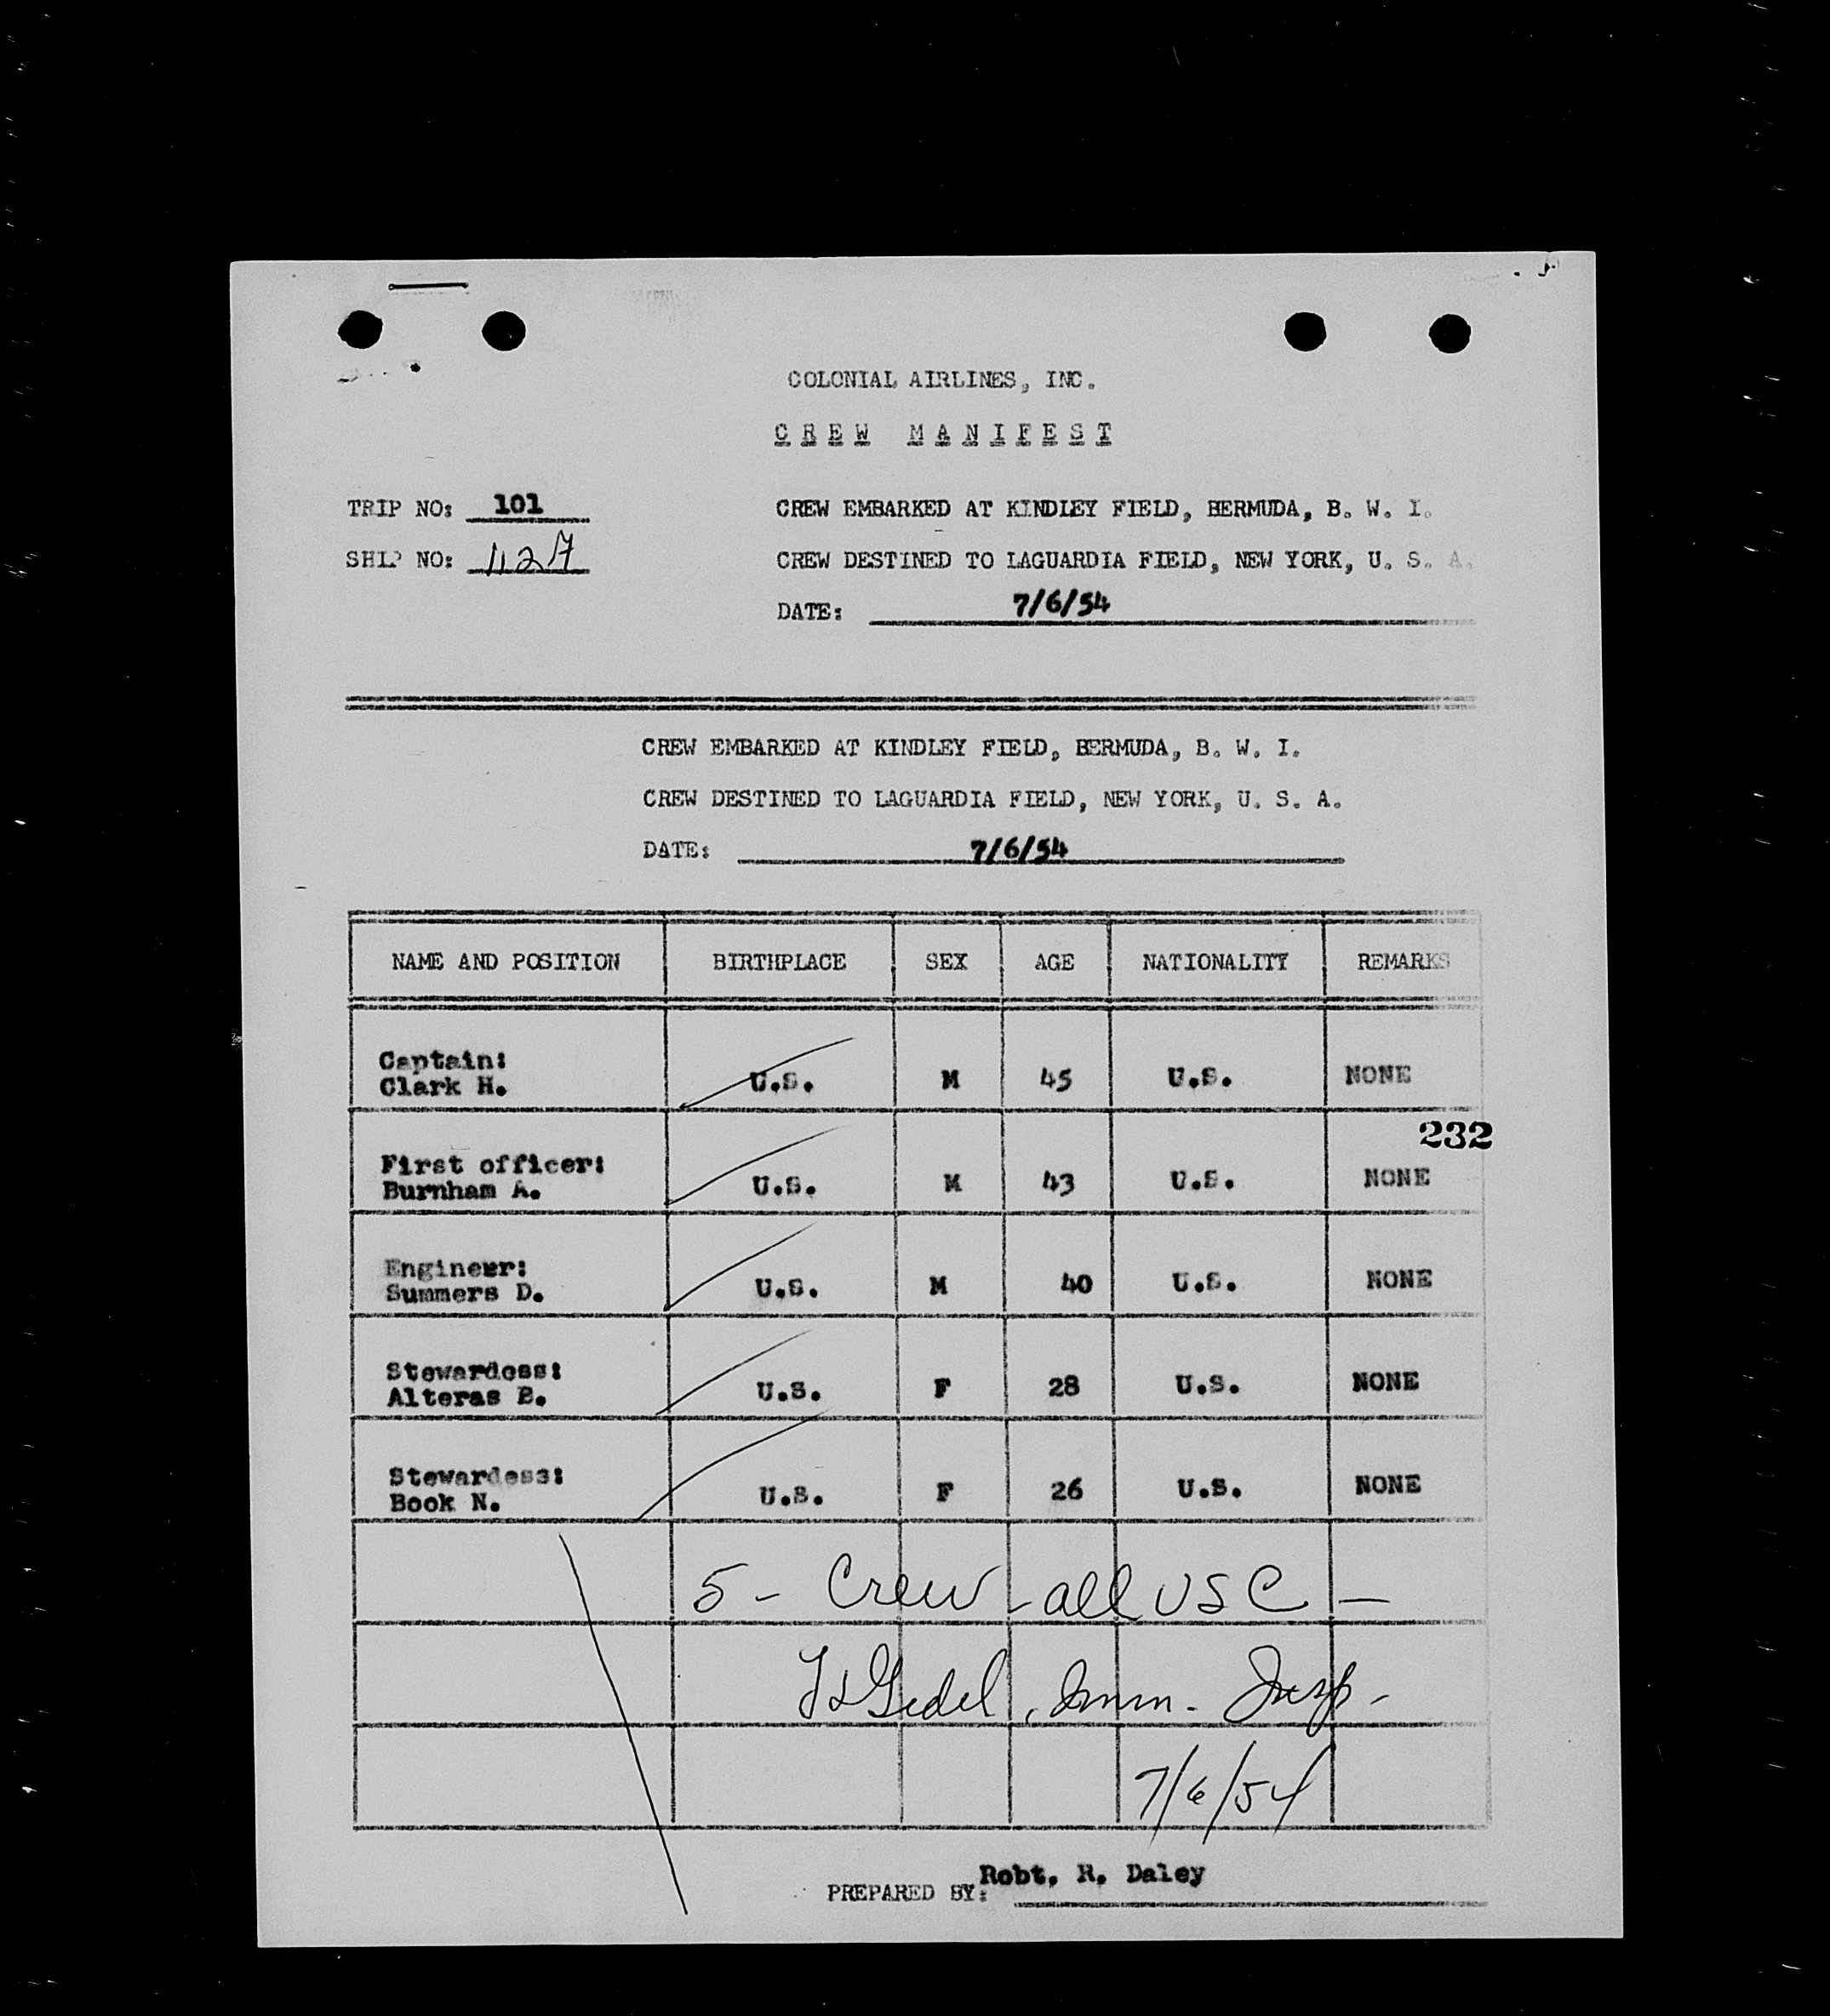 COLONIAL AIRLINES, INC.
CREW MANIFEST
TRIP NO: 101 CREW EMBARKED AT KINDLEY FIELD, BERMUDA, B. W. I.
SHIP NO: 1127 CREW DESTINED TO LAGUARDIA FIELD, NEW YORK, U. S. A.
DATE: 7/6/54
CREW EMBARKED AT KINDLEY FIELD, BERMUDA, B. W. I.
CREW DESTINED TO LAGUARDIA FIELD, NEW YORK, U. S. A.
DATE: 7/6/54
NAME AND POSITION BIRTHPLACE SEX AGE NATIONALITY REMARKS
Captain:
Clark H. U.S. M 45 U.S. NONE
232
First officer:
Burnham A. U.S. M 43 U.S. NONE
Engineer:
Summers D. U.S. M 40 U.S. NONE
Stewardess:
Alteras B. U.S. F 28 U.S. NONE
Stewardess:
Book N. U.S. F 26 U.S. NONE
5 - Crew - all USC -
Imm. Insp.
7/6/54
PREPARED BY: Robt. R. Daley